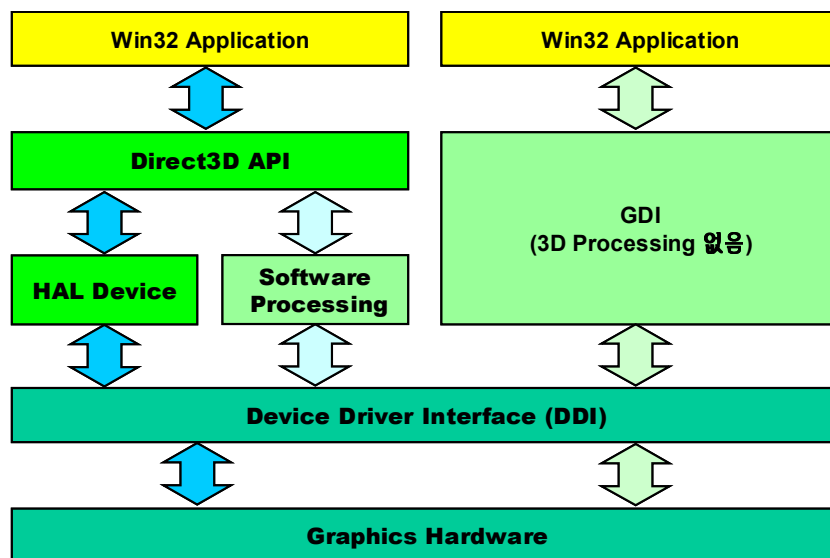 Win32 Application
Win32 Application
Direct3D API
GDI
(3D Processing 없음)
HAL Device
Software
Processing
Device Driver Interface (DDI)
Graphics Hardware